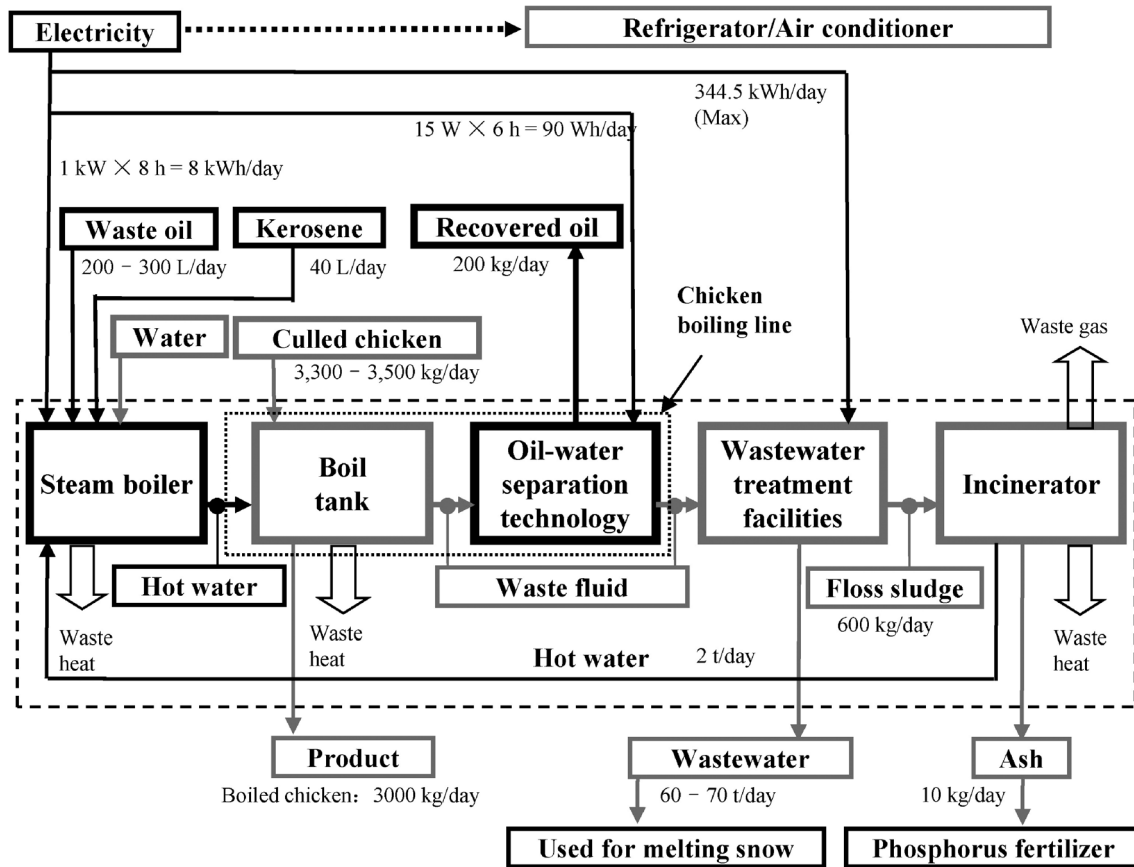 Electricity
Refrigerator/Air conditioner
344.5 kWh/day
(Max)
15 W × 6 h = 90 Wh/day
1 kW × 8 h = 8 kWh/day
Waste oil
Kerosene
Recovered oil
200 − 300 L/day
40 L/day
200 kg/day
Chicken
boiling line
Water
Culled chicken
Waste gas
3,300 − 3,500 kg/day
Steam boiler
Boil
tank
Oil-water
separation
technology
Wastewater
treatment
facilities
Incinerator
Hot water
Waste fluid
Floss sludge
600 kg/day
Waste
heat
Waste
heat
Waste
heat
Hot water
2 t/day
Product
Wastewater
Ash
Boiled chicken: 3000 kg/day
60 − 70 t/day
10 kg/day
Used for melting snow
Phosphorus fertilizer